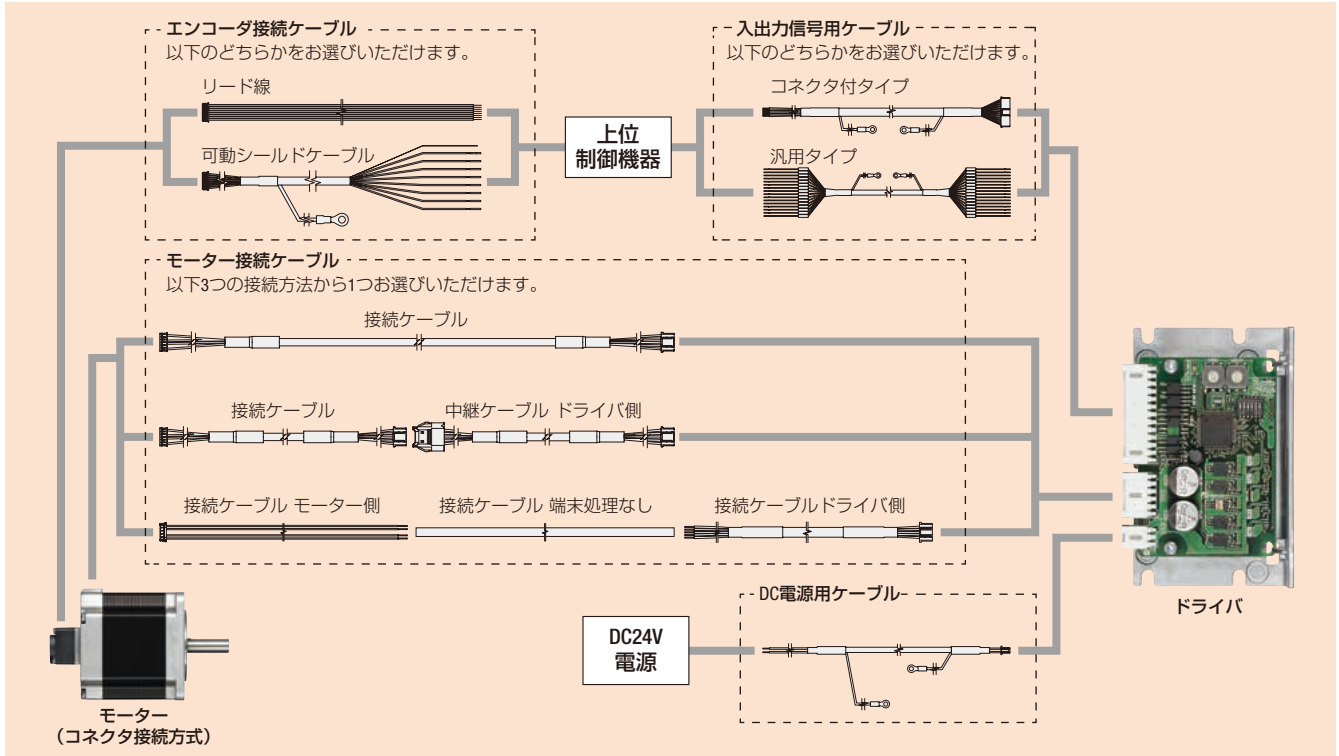 エンコーダ接続ケーブル
以下のどちらかをお選びいただけます。
リード線
可動シールドケーブル
上位
制御機器
入出力信号用ケーブル
以下のどちらかをお選びいただけます。
コネクタ付タイプ
汎用タイプ
モーター接続ケーブル
以下3つの接続方法から1つお選びいただけます。
接続ケーブル
接続ケーブル
中継ケーブル ドライバ側
接続ケーブル モーター側
接続ケーブル 端末処理なし
接続ケーブルドライバ側
ドライバ
DC電源用ケーブル
DC24V
電源
モーター
（コネクタ接続方式）